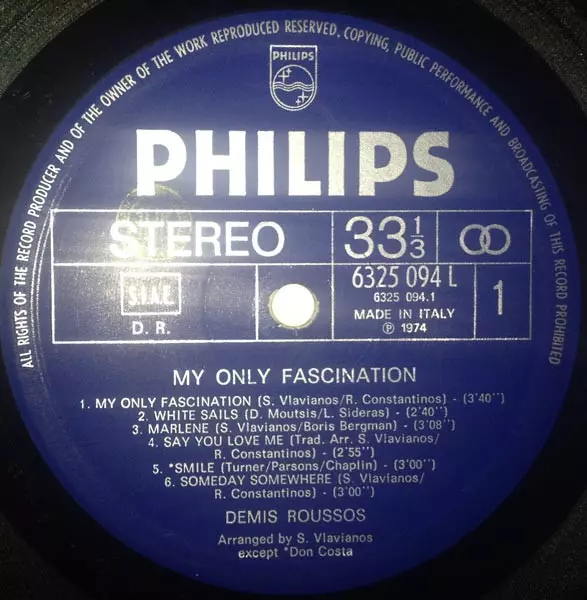 ALL RIGHTS OF THE RECORD PRODUCER AND OF THE OWNER OF THE WORK REPRODUCED RESERVED. COPYING, PUBLIC PERFORMANCE AND BROADCASTING OF THIS RECORD PROHIBITED
PHILIPS
PHILIPS
STEREO
33 1/3
S.I.A.E.
D. R.
6325 094 L
6325 094.1
MADE IN ITALY
Ⓟ 1974
1
MY ONLY FASCINATION
1. MY ONLY FASCINATION (S. Vlavianos/R. Constantinos) - (3'40'')
2. WHITE SAILS (D. Moutsis/L. Sideras) - (2'40'')
3. MARLENE (S. Vlavianos/Boris Bergman) - (3'08'')
4. SAY YOU LOVE ME (Trad. Arr. S. Vlavianos/
R. Constantinos) - (2'55'')
5. *SMILE (Turner/Parsons/Chaplin) - (3'00'')
6. SOMEDAY SOMEWHERE (S. Vlavianos/
R. Constantinos) - (3'00'')
DEMIS ROUSSOS
Arranged by S. Vlavianos
except *Don Costa